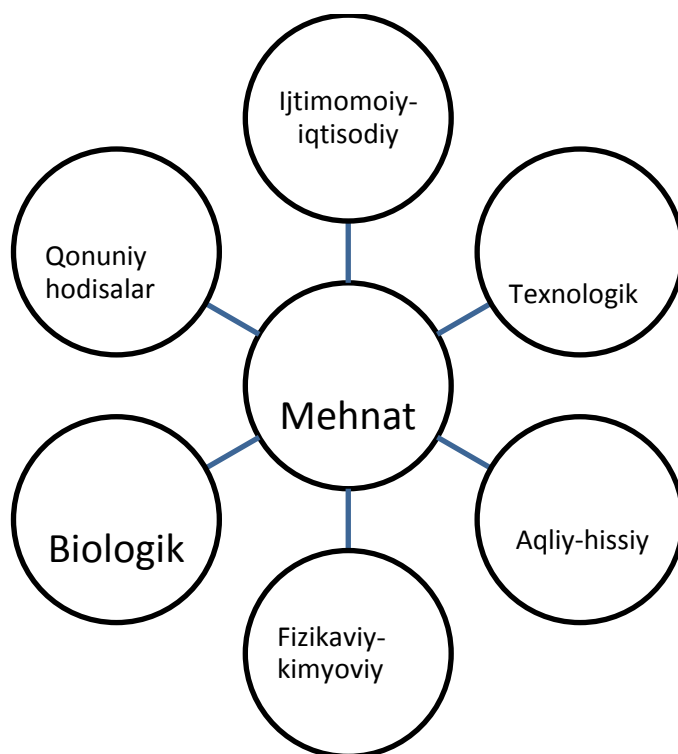 Ijtimomoiy-
iqtisodiy
Qonuniy
hodisalar
Texnologik
Mehnat
Biologik
Aqliy-hissiy
Fizikaviy-
kimyoviy